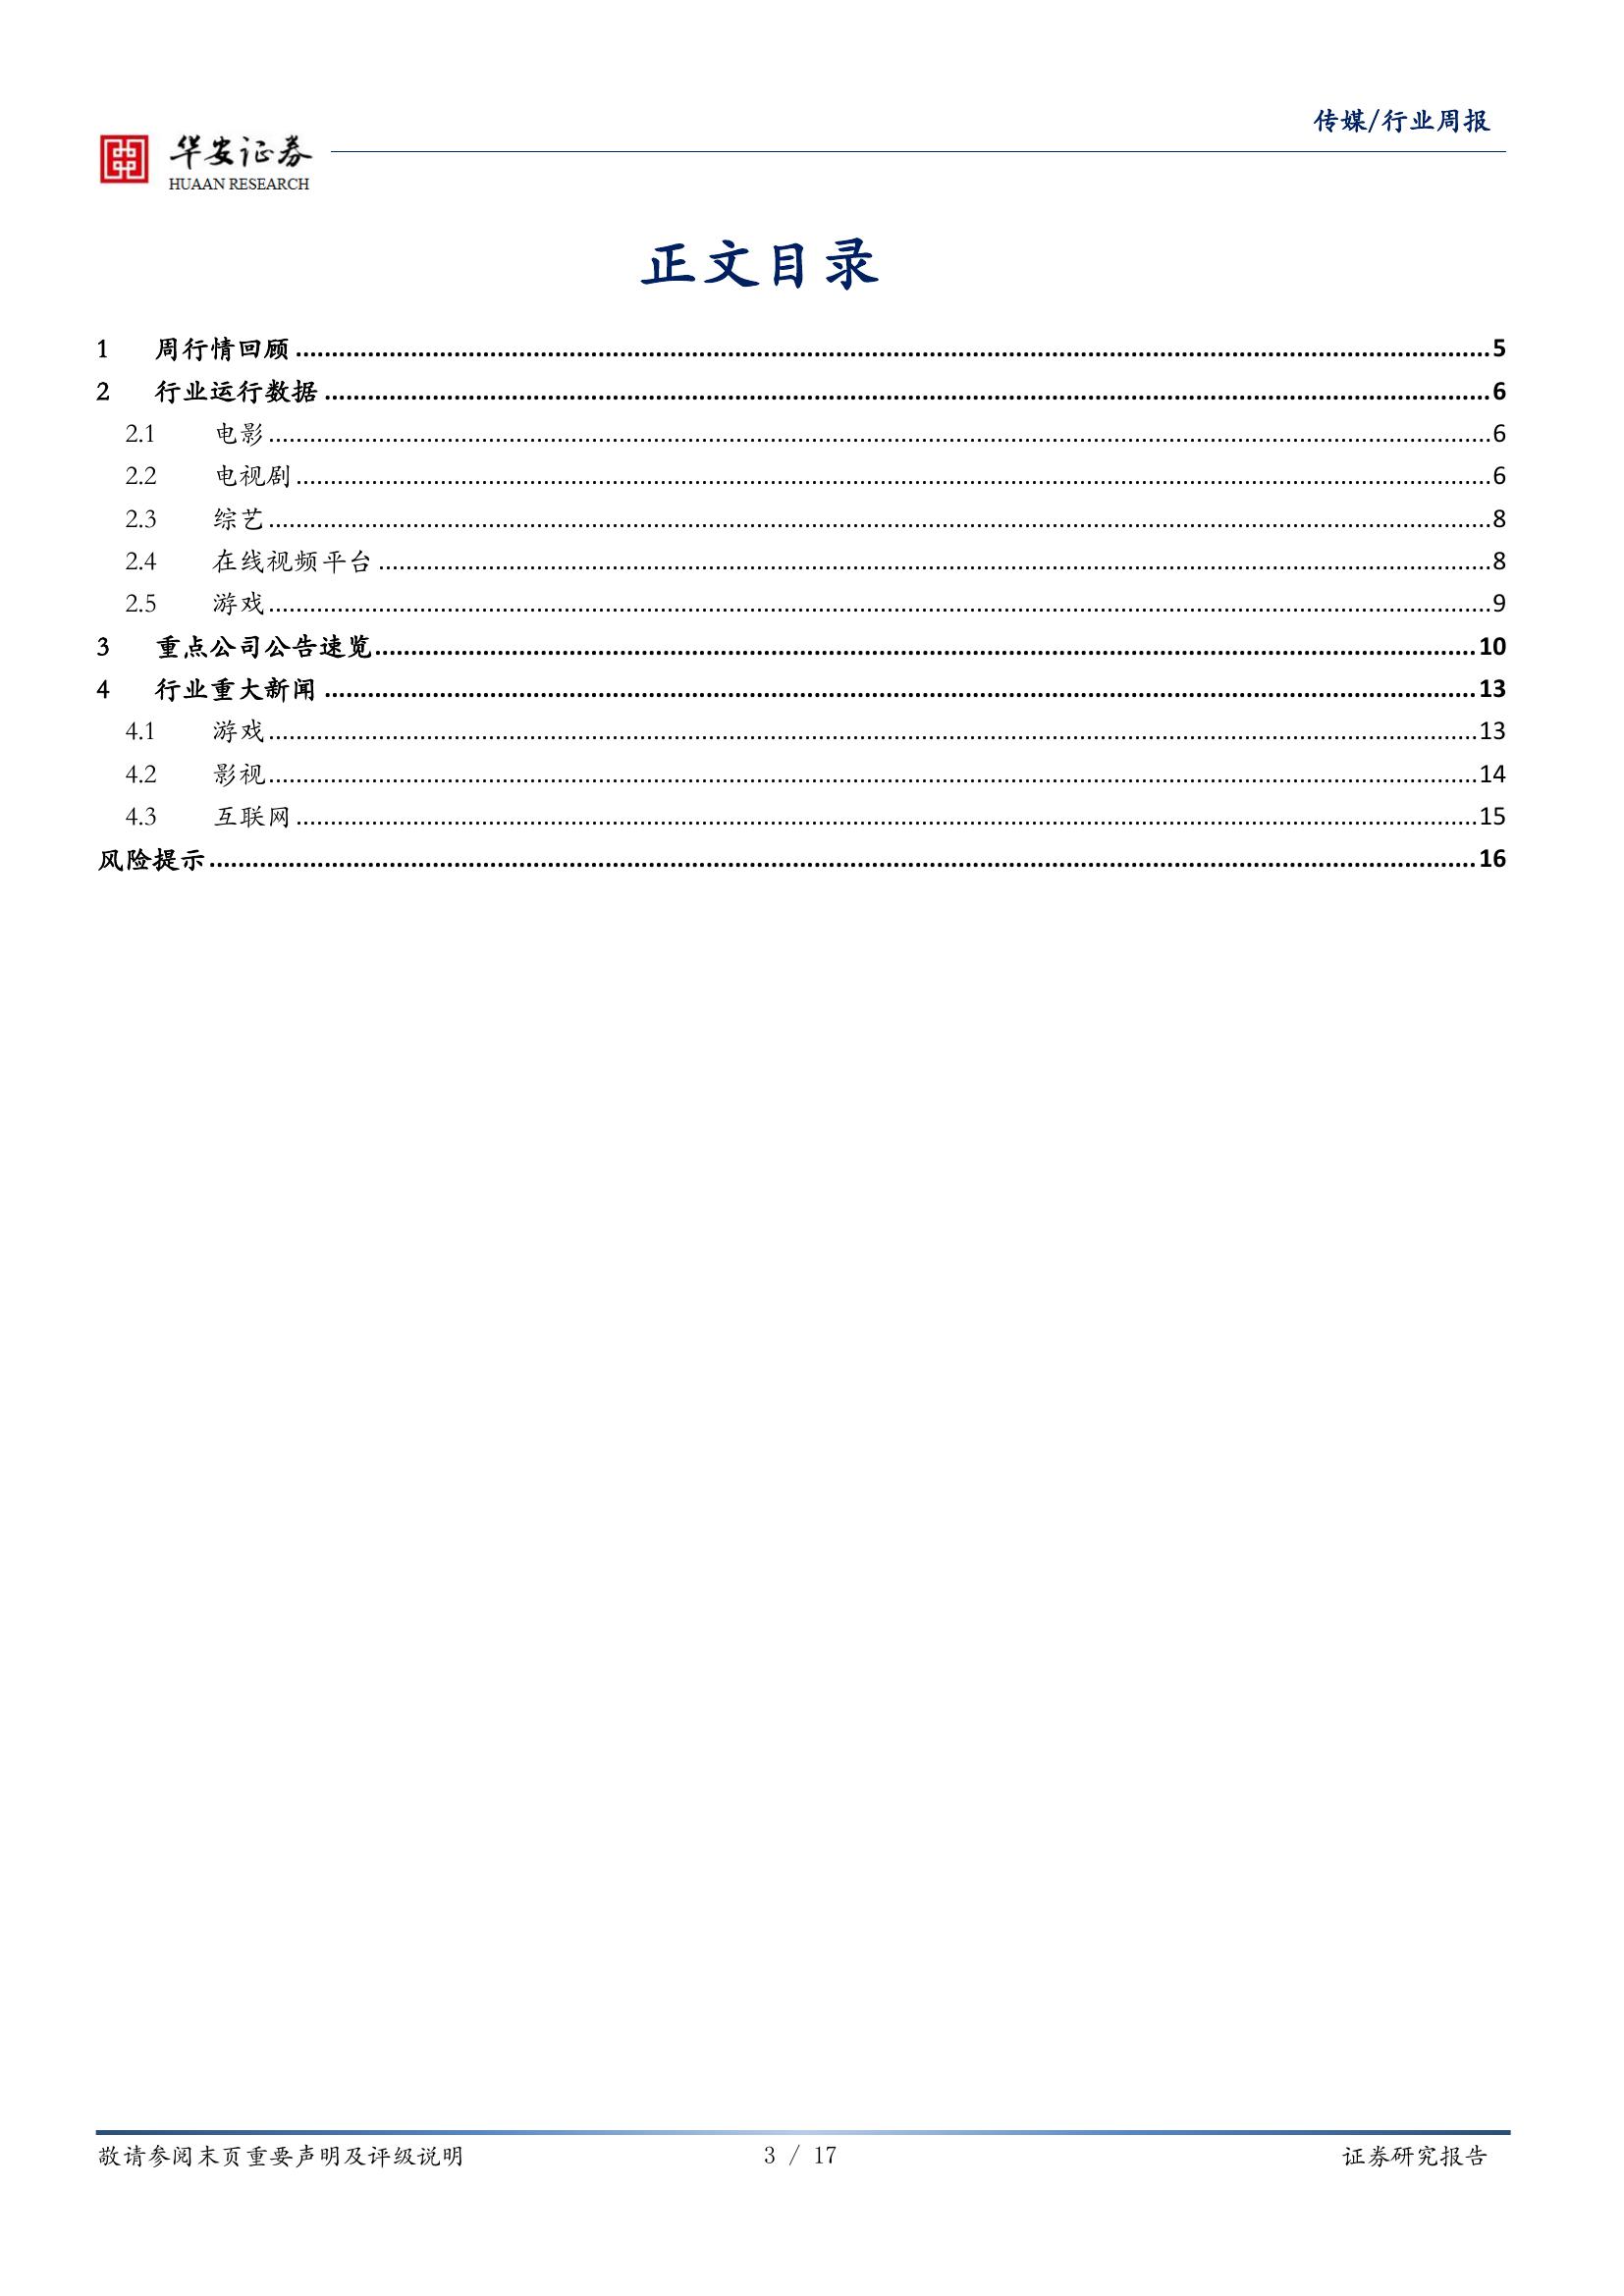 传媒/行业周报
华安证券
HUAAN RESEARCH
正文目录
1 周行情回顾 5
2 行业运行数据 6
2.1 电影 6
2.2 电视剧 6
2.3 综艺 8
2.4 在线视频平台 8
2.5 游戏 9
3 重点公司公告速览 10
4 行业重大新闻 13
4.1 游戏 13
4.2 影视 14
4.3 互联网 15
风险提示 16
敬请参阅末页重要声明及评级说明 3 / 17 证券研究报告